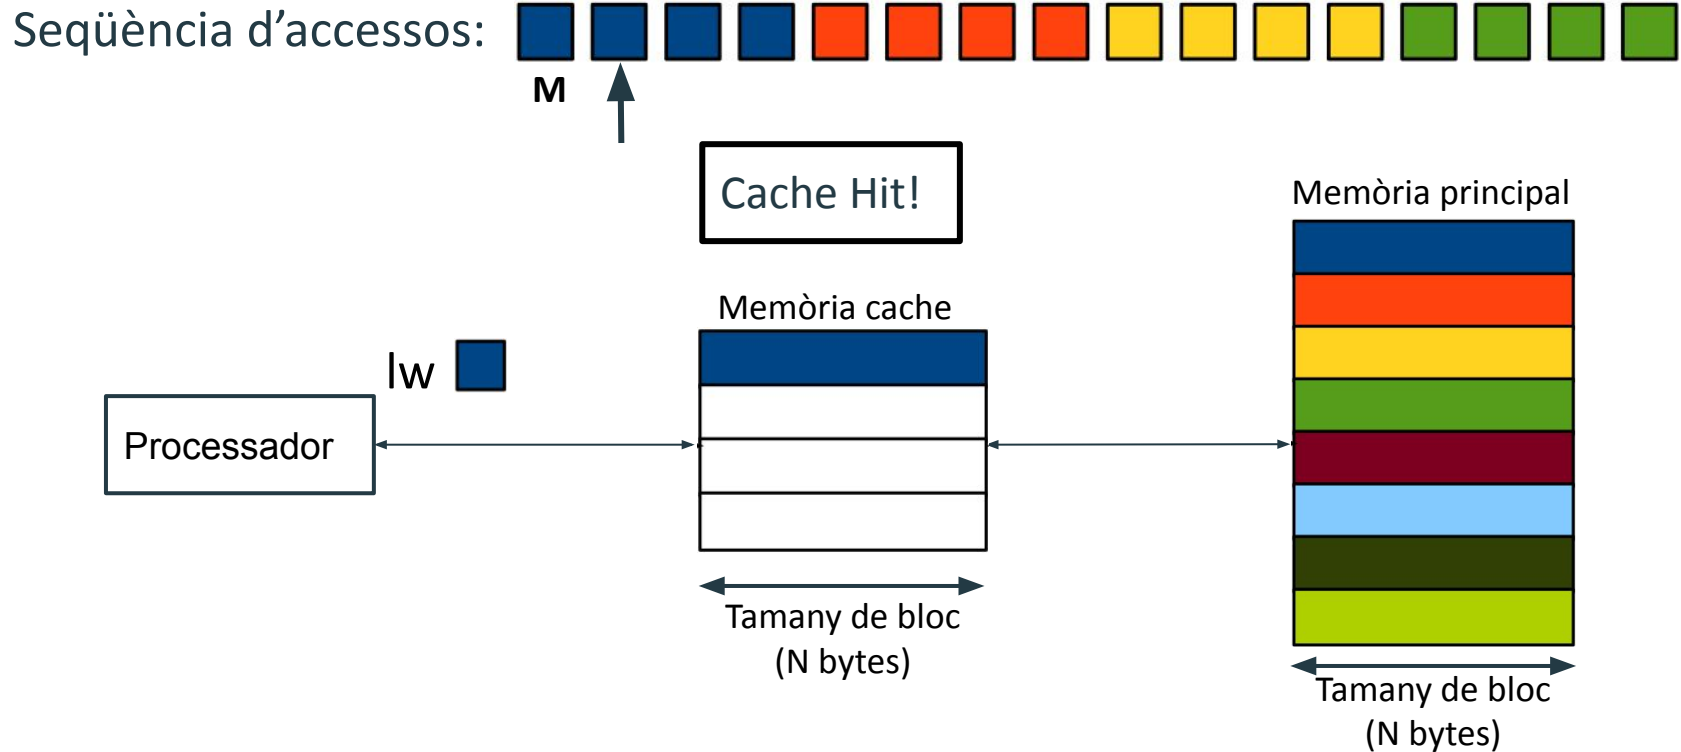 Seqüència d’accessos:
M
Cache Hit!
Memòria principal
Memòria cache
lw
Processador
Tamany de bloc
(N bytes)
Tamany de bloc
(N bytes)